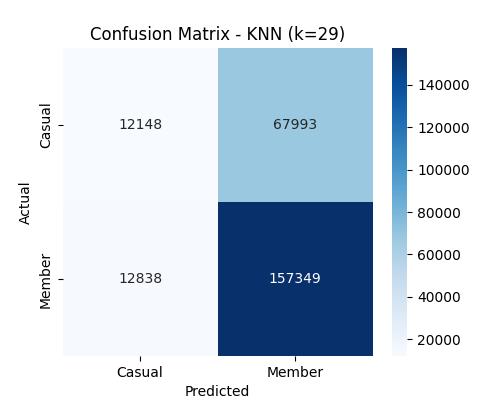 Confusion Matrix - KNN (k=29)
Actual
Casual
Member
12148
67993
12838
157349
Casual
Member
Predicted
140000
120000
100000
80000
60000
40000
20000